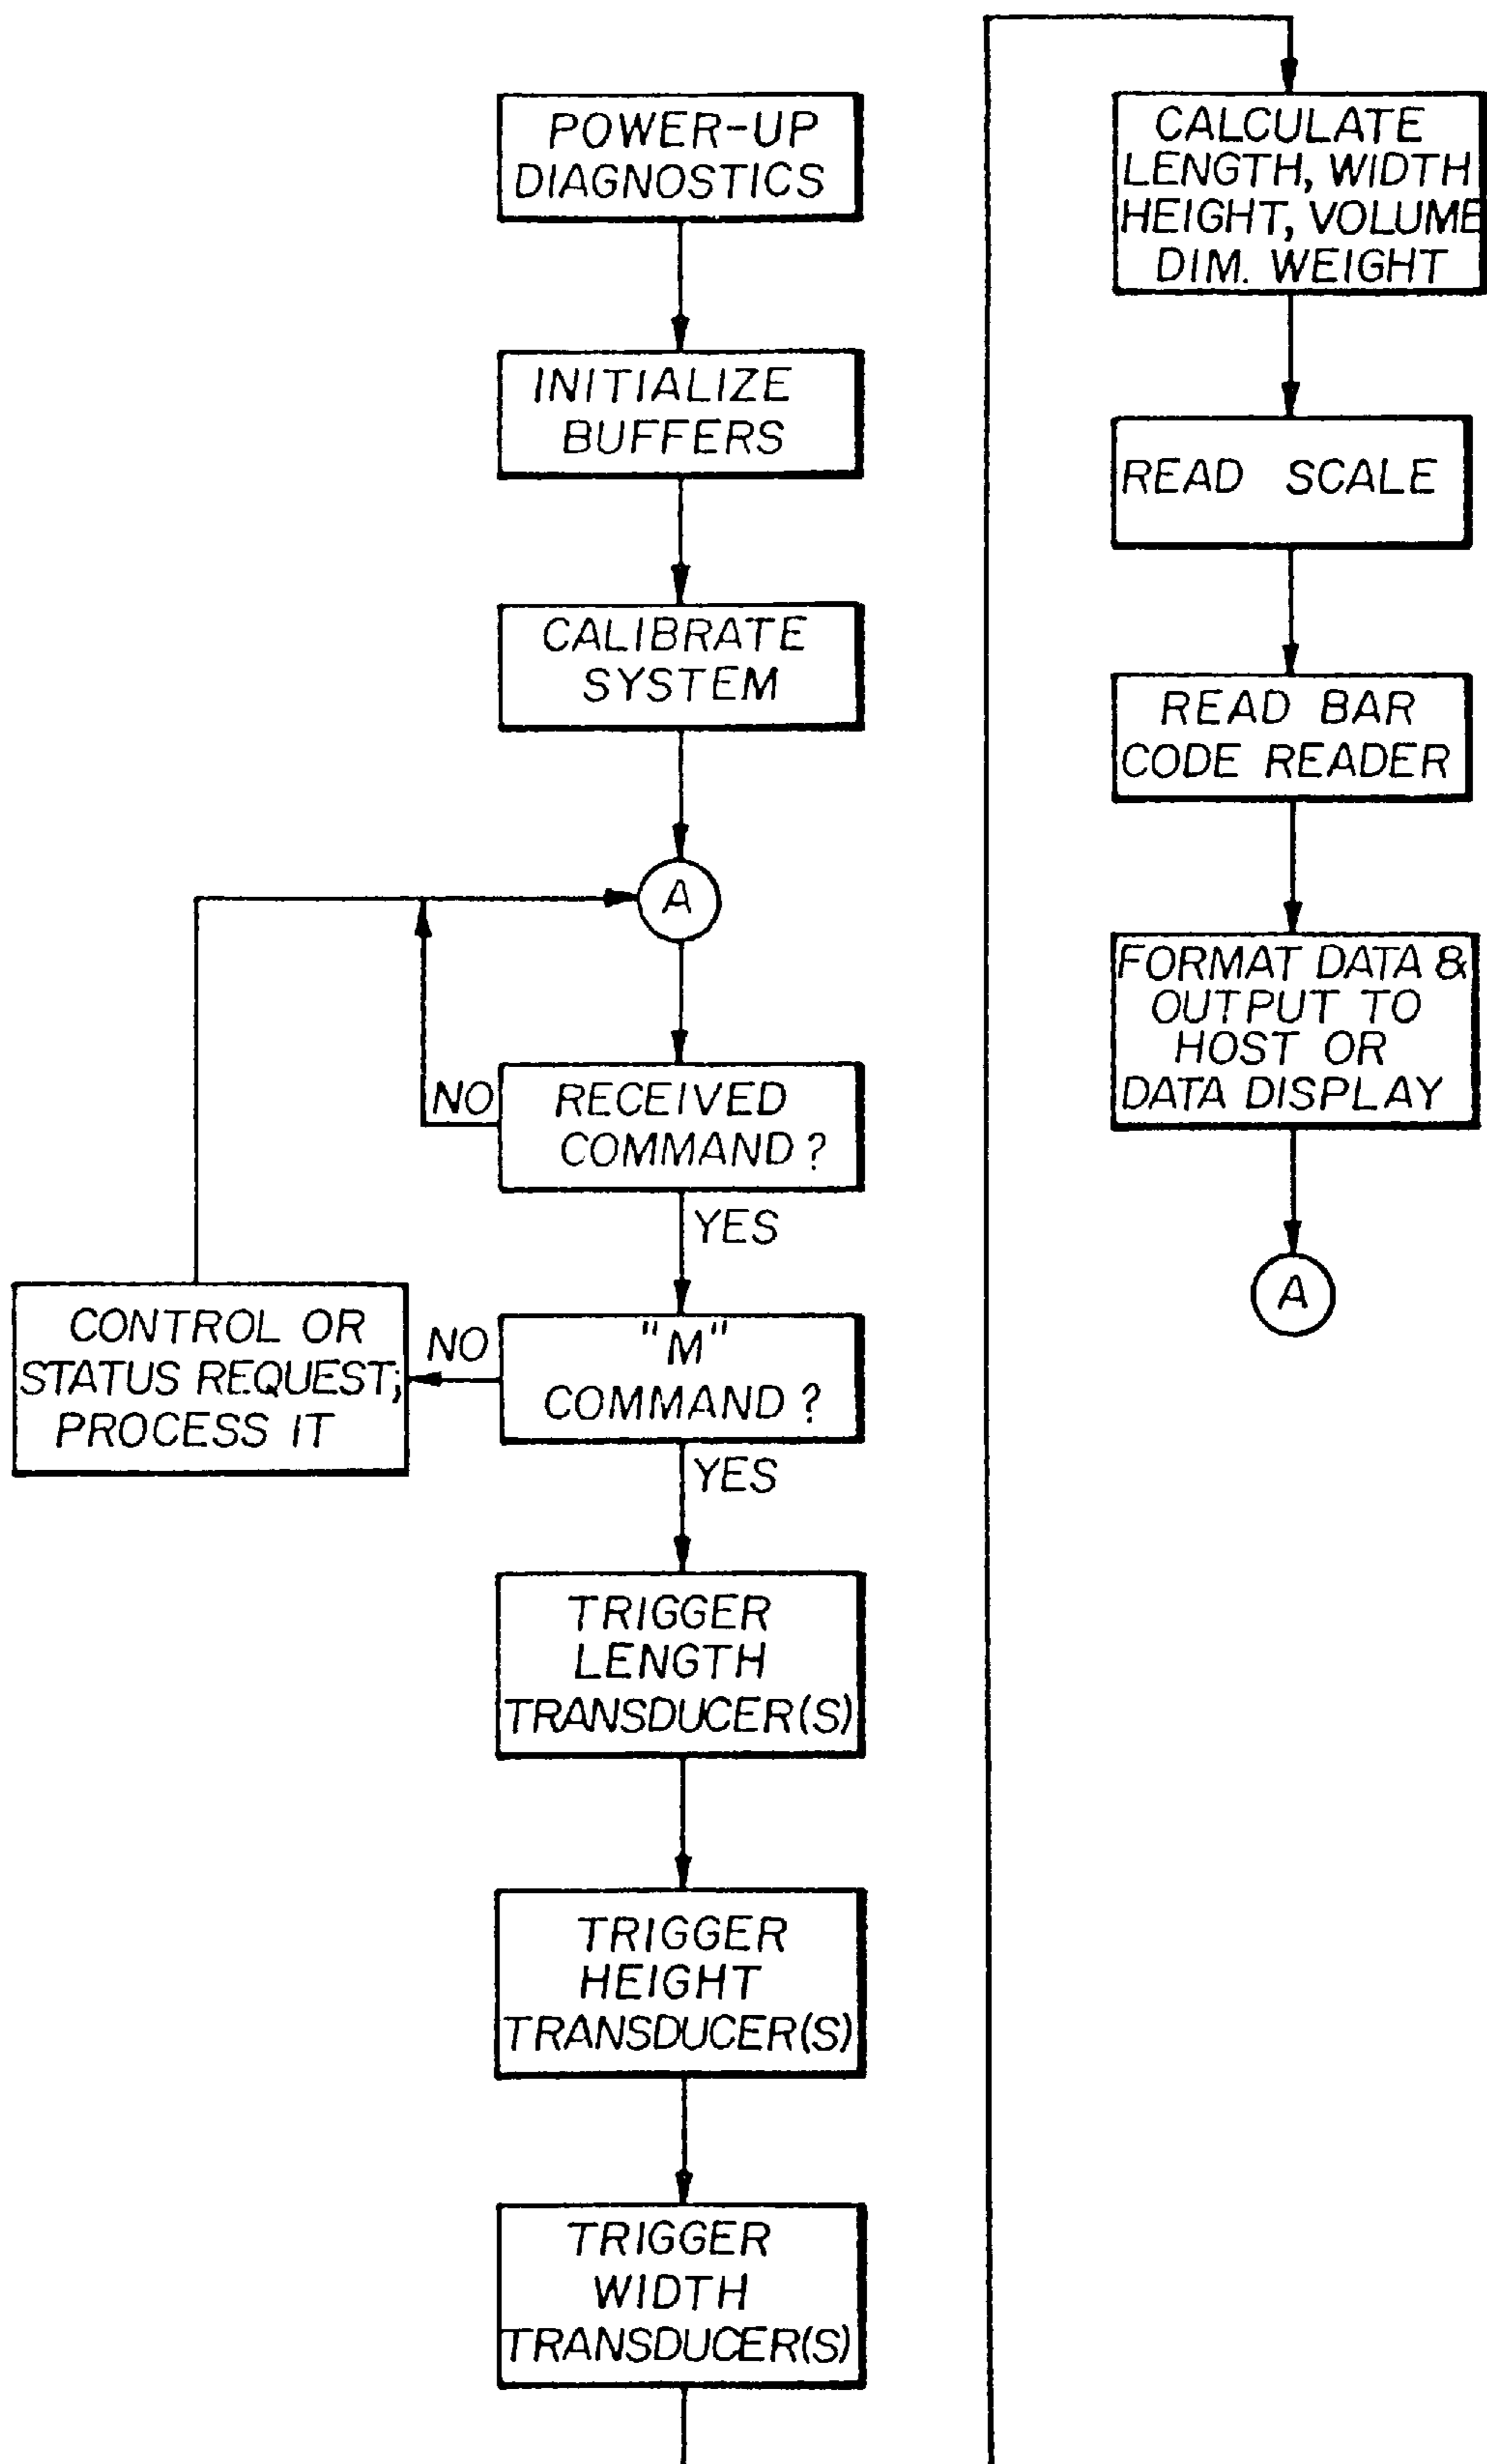 POWER-UP
DIAGNOSTICS
INITIALIZE
BUFFERS
CALIBRATE
SYSTEM
A
NO
RECEIVED
COMMAND?
YES
CONTROL OR
STATUS REQUEST;
PROCESS IT
NO
"M"
COMMAND?
YES
TRIGGER
LENGTH
TRANSDUCER(S)
TRIGGER
HEIGHT
TRANSDUCER(S)
TRIGGER
WIDTH
TRANSDUCER(S)
CALCULATE
LENGTH, WIDTH
HEIGHT, VOLUME
DIM. WEIGHT
READ SCALE
READ BAR
CODE READER
FORMAT DATA &
OUTPUT TO
HOST OR
DATA DISPLAY
A